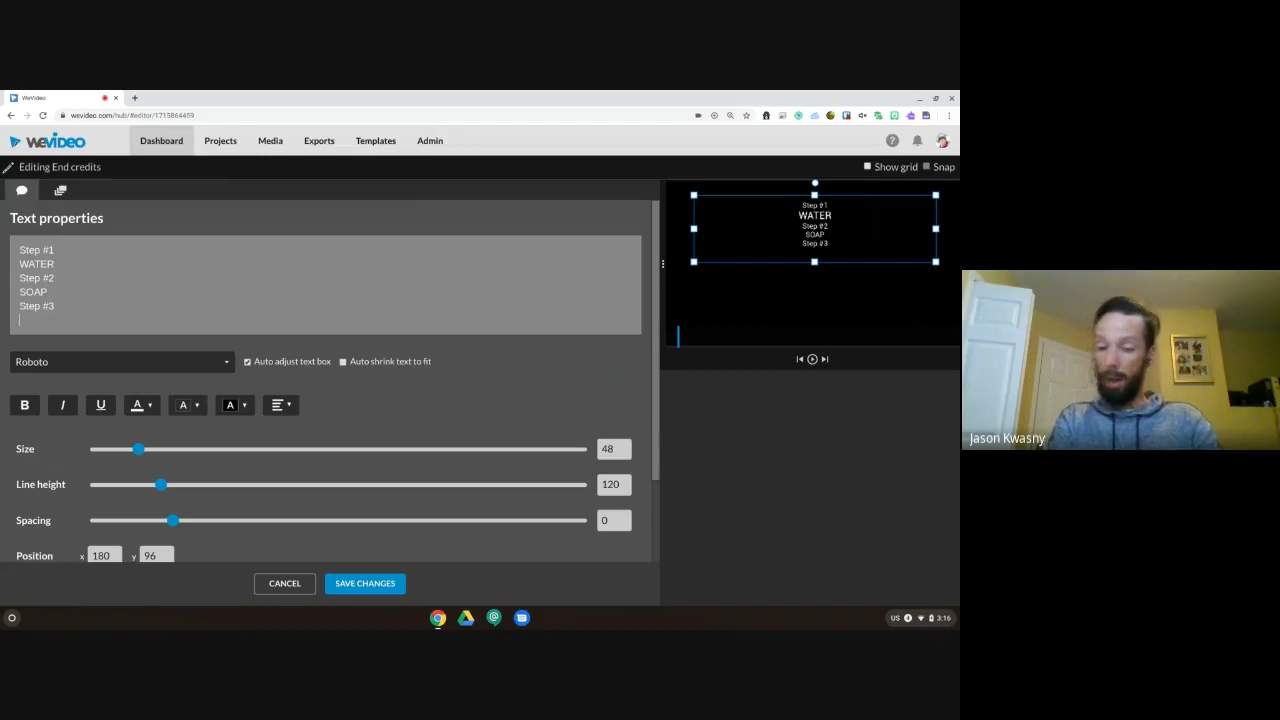 WeVideo
wevideo.com/hub/#editor/1715864459
WEVIDEO
Dashboard
Projects
Media
Exports
Templates
Admin
Editing End credits
Show grid
Snap
Text properties
Step #1
WATER
Step #2
SOAP
Step #3
Step #1
WATER
Step #2
SOAP
Step #3
Roboto
Auto adjust text box
Auto shrink text to fit
B
I
U
A
A
A
Size
48
Line height
120
Spacing
0
Position
x
180
y
96
CANCEL
SAVE CHANGES
US
3:16
Jason Kwasny